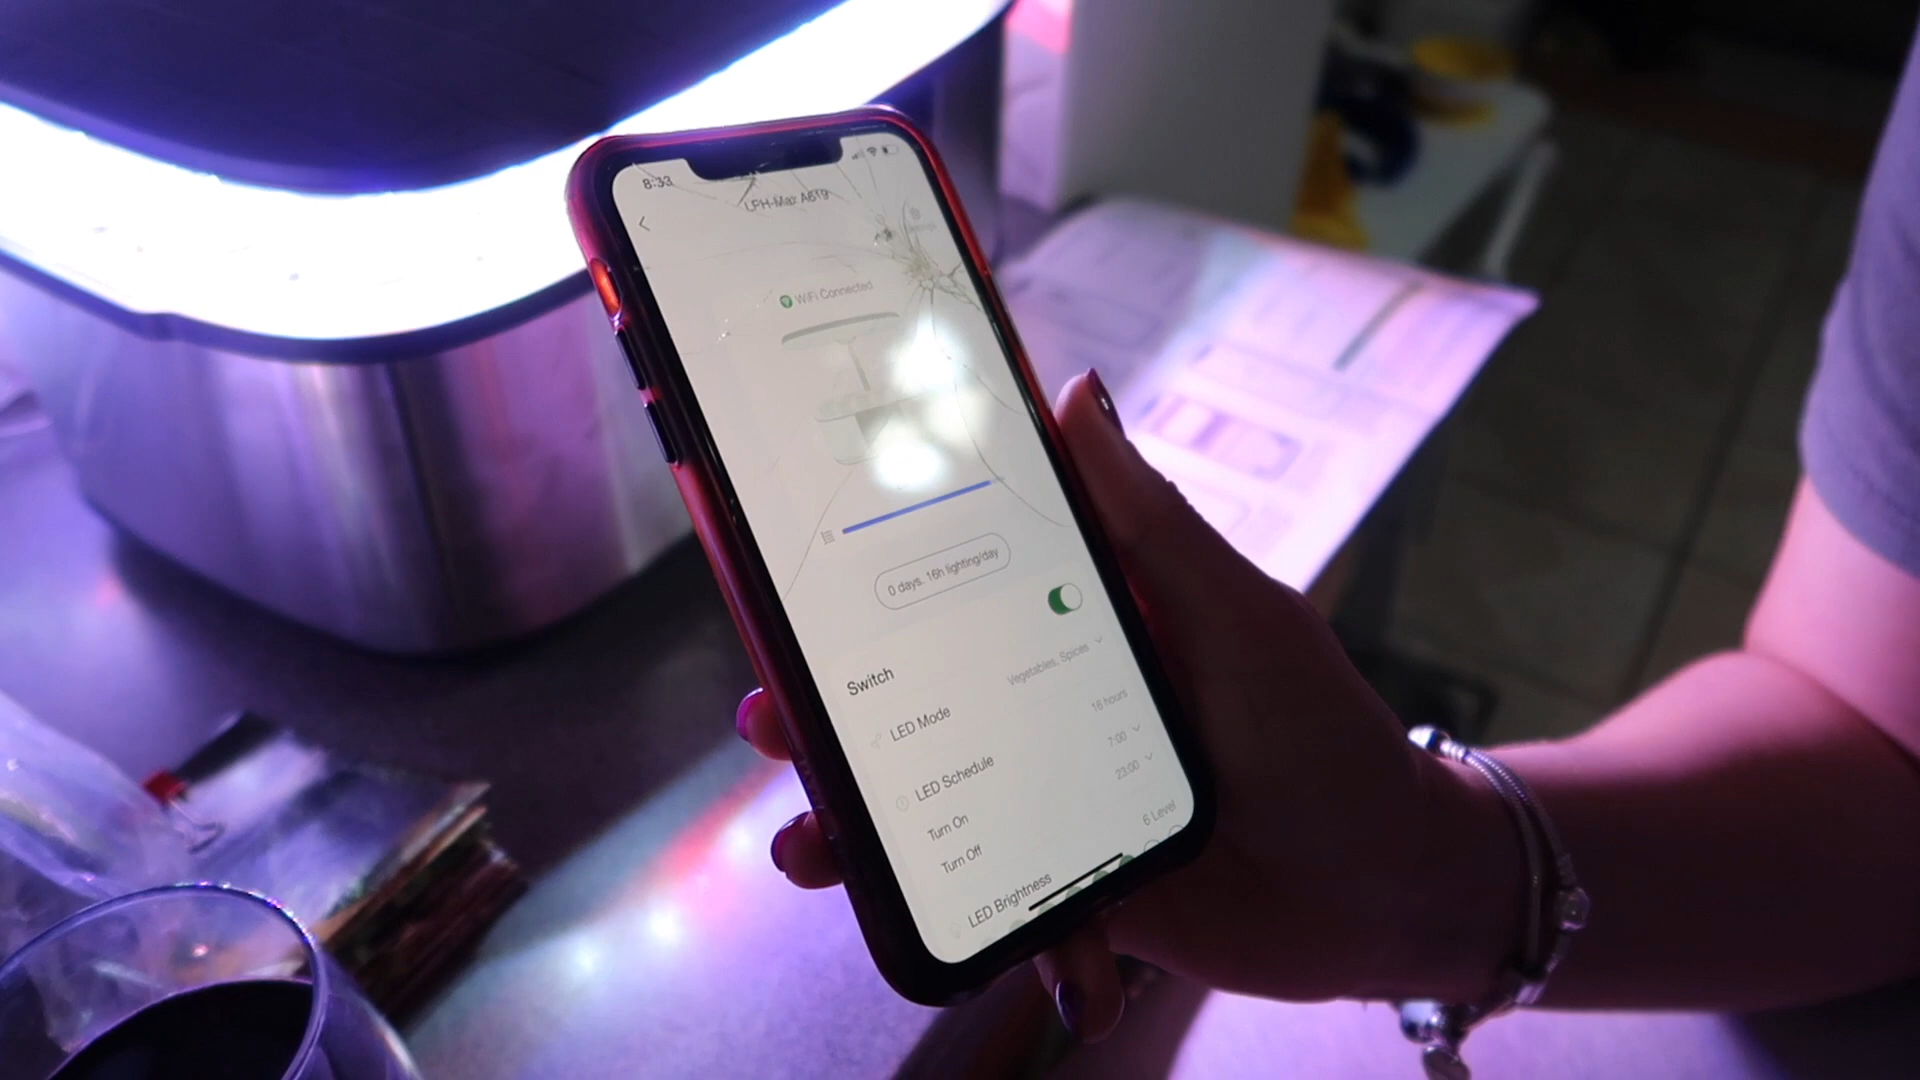 8:33
LPH-Max A619
WiFi Connected
0 days, 16h lighting/day
Switch
LED Mode
Vegetables, Spices
LED Schedule
16 hours
Turn On
7:00
Turn Off
23:00
LED Brightness
6 Level